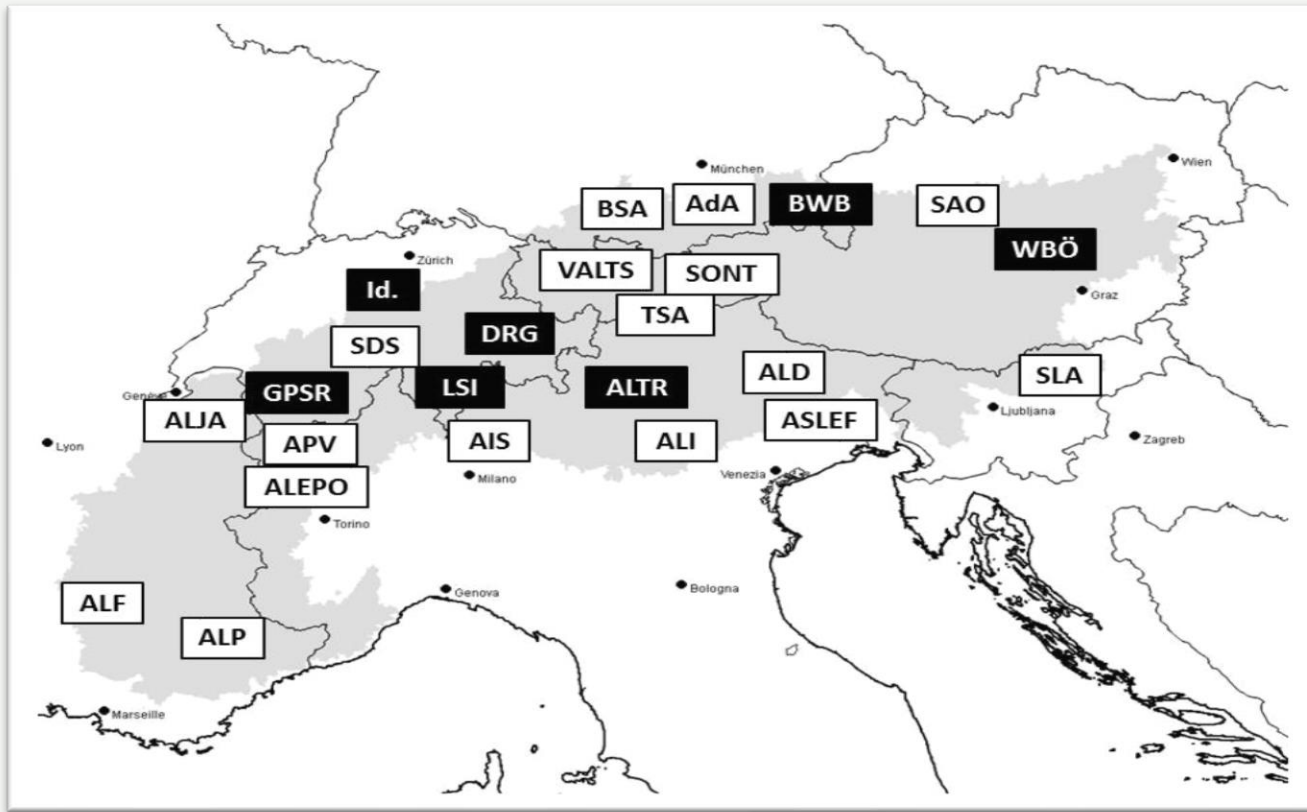 München
Wien
BSA
AdA
BWB
SAO
WBÖ
Zürich
VALTS
SONT
Id.
Graz
TSA
DRG
SDS
ALD
SLA
GPSR
LSI
ALTR
Genève
Ljubljana
ALJA
ASLEF
APV
AIS
ALI
Lyon
Zagreb
Venezia
Milano
ALEPO
Torino
Bologna
Genova
ALF
ALP
Marseille